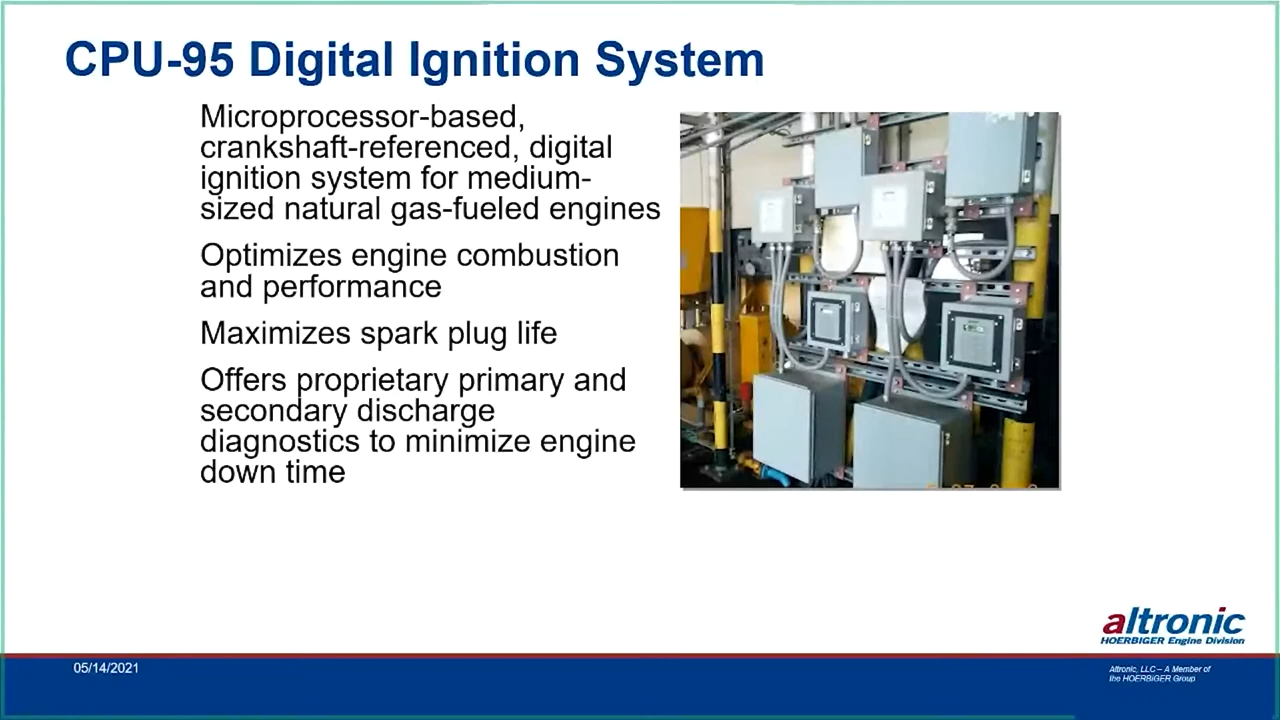 CPU-95 Digital Ignition System
Microprocessor-based,
crankshaft-referenced, digital
ignition system for medium-
sized natural gas-fueled engines
Optimizes engine combustion
and performance
Maximizes spark plug life
Offers proprietary primary and
secondary discharge
diagnostics to minimize engine
down time
altronic
HOERBIGER Engine Division
05/14/2021
Altronic, LLC – A Member of
the HOERBIGER Group